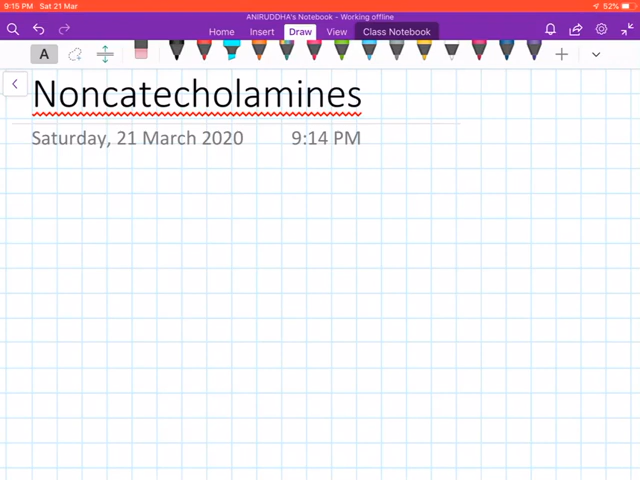 9:15 PM Sat 21 Mar 52%
ANIRUDDHA's Notebook - Working offline
Home Insert Draw View Class Notebook
A
Noncatecholamines
Saturday, 21 March 2020 9:14 PM